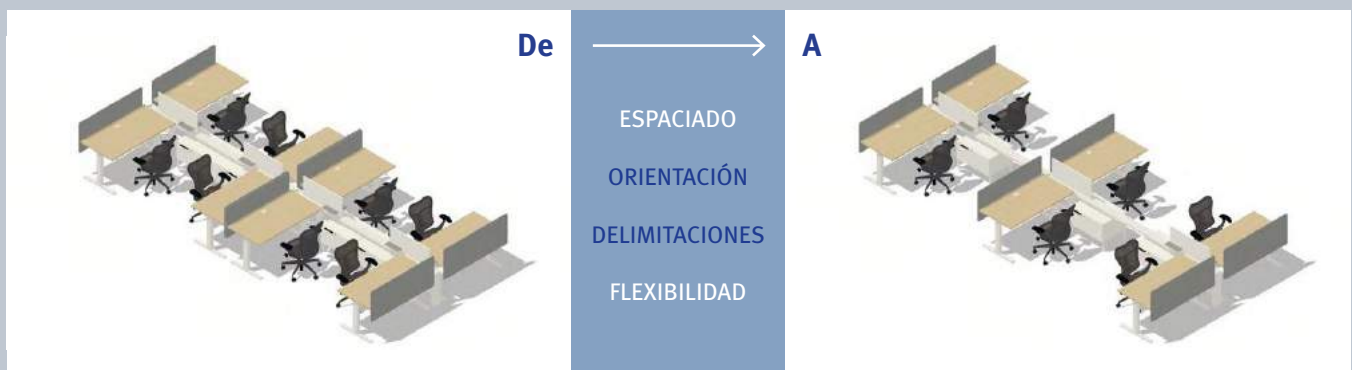 De
A
ESPACIADO
ORIENTACIÓN
DELIMITACIONES
FLEXIBILIDAD